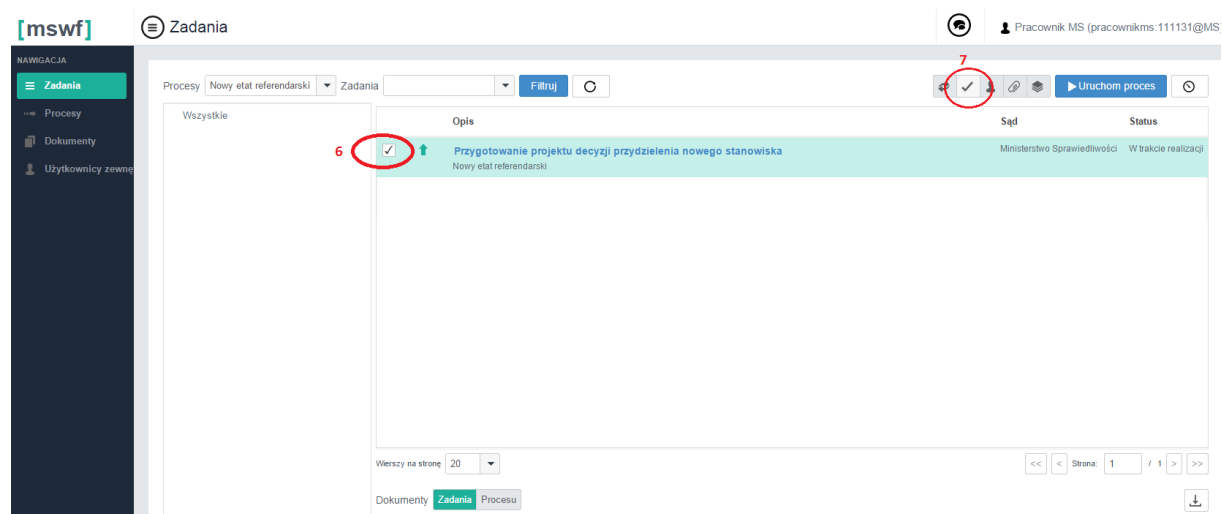 [mswf]
Zadania
Pracownik MS (pracownikms:111131@MS)
NAWIGACJA
Zadania
Procesy
Dokumenty
Użytkownicy zewnę
7
Procesy Nowy etat referendarski Zadania Filtruj Uruchom proces
Wszystkie
Opis Sąd Status
6
Przygotowanie projektu decyzji przydzielenia nowego stanowiska Ministerstwo Sprawiedliwości W trakcie realizacji
Nowy etat referendarski
Wierszy na stronę 20 << < Strona: 1 / 1 > >>
Dokumenty Zadania Procesu